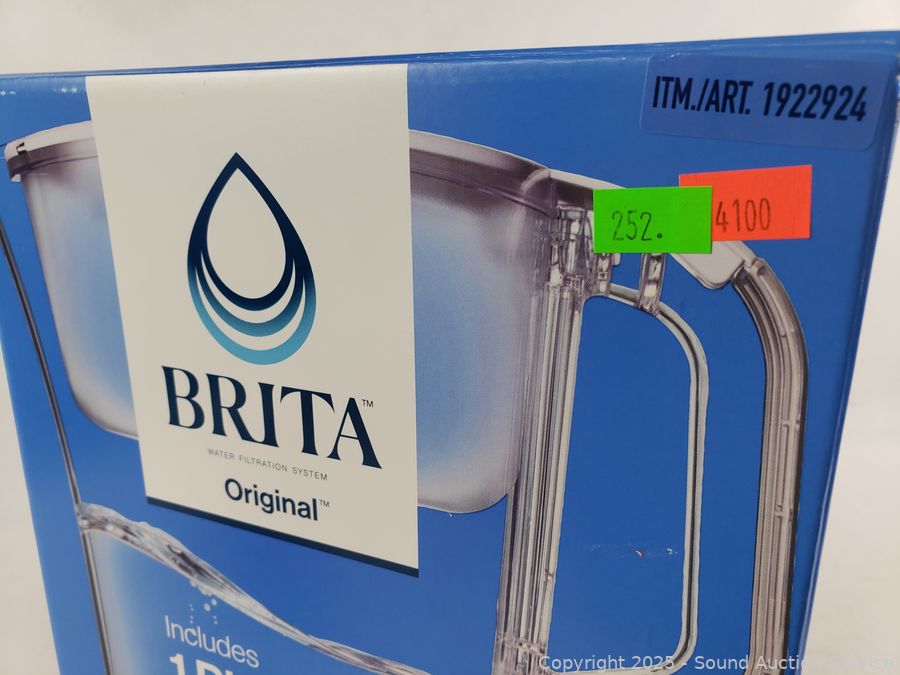 ITM./ART. 1922924
252.
4100
BRITA™
WATER FILTRATION SYSTEM
Original™
Includes
Copyright 2025 - Sound Auction Service